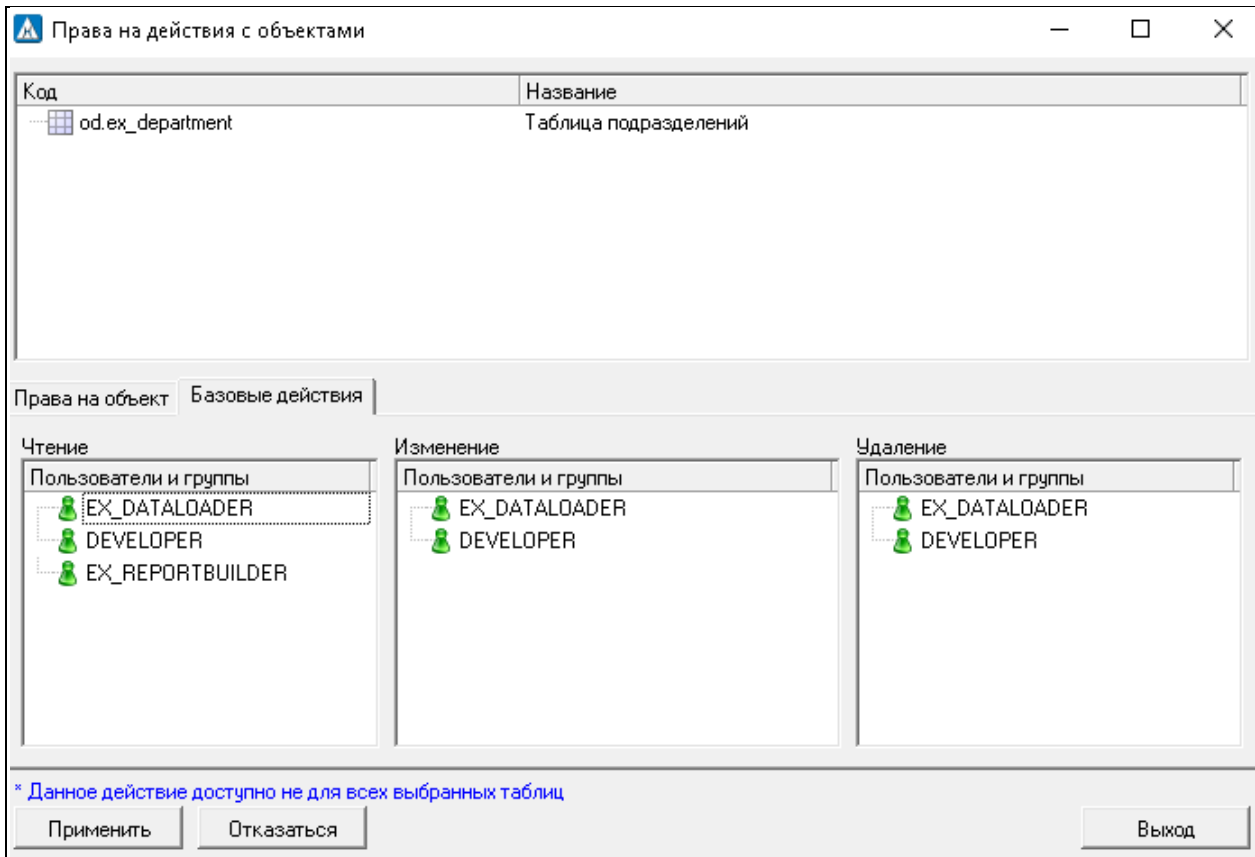 Права на действия с объектами
Код Название
od.ex_department Таблица подразделений
Права на объект Базовые действия
Чтение Изменение Удаление
Пользователи и группы Пользователи и группы Пользователи и группы
EX_DATALOADER EX_DATALOADER EX_DATALOADER
DEVELOPER DEVELOPER DEVELOPER
EX_REPORTBUILDER
* Данное действие доступно не для всех выбранных таблиц
Применить Отказаться Выход